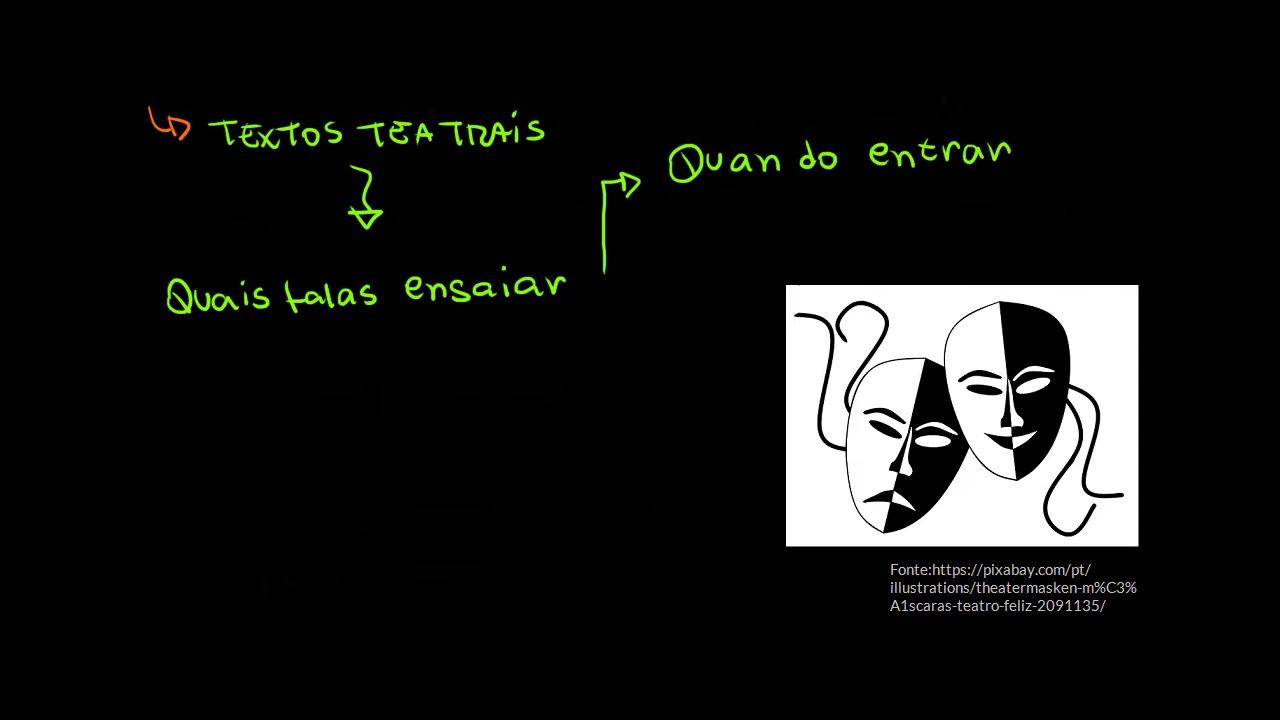 TEXTOS TEATRAIS
Quando entrar
Quais falas ensaiar
Fonte:https://pixabay.com/pt/
illustrations/theatermasken-m%C3%
A1scaras-teatro-feliz-2091135/